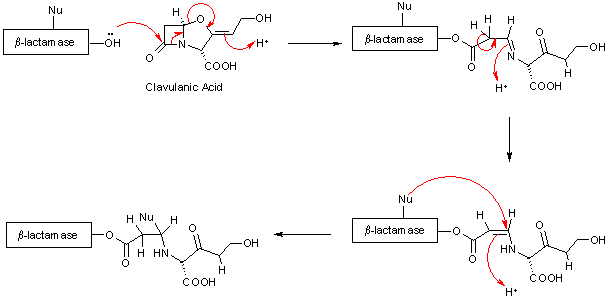 Nu
β-lactamase
OH
H
O
OH
O
N
H⁺
COOH
Clavulanic Acid
Nu
β-lactamase
O
O
H
H
N
H⁺
O
OH
H
COOH
Nu
β-lactamase
O
O
H
H
HN
H⁺
O
OH
COOH
β-lactamase
O
O
Nu
H
H
HN
O
OH
COOH